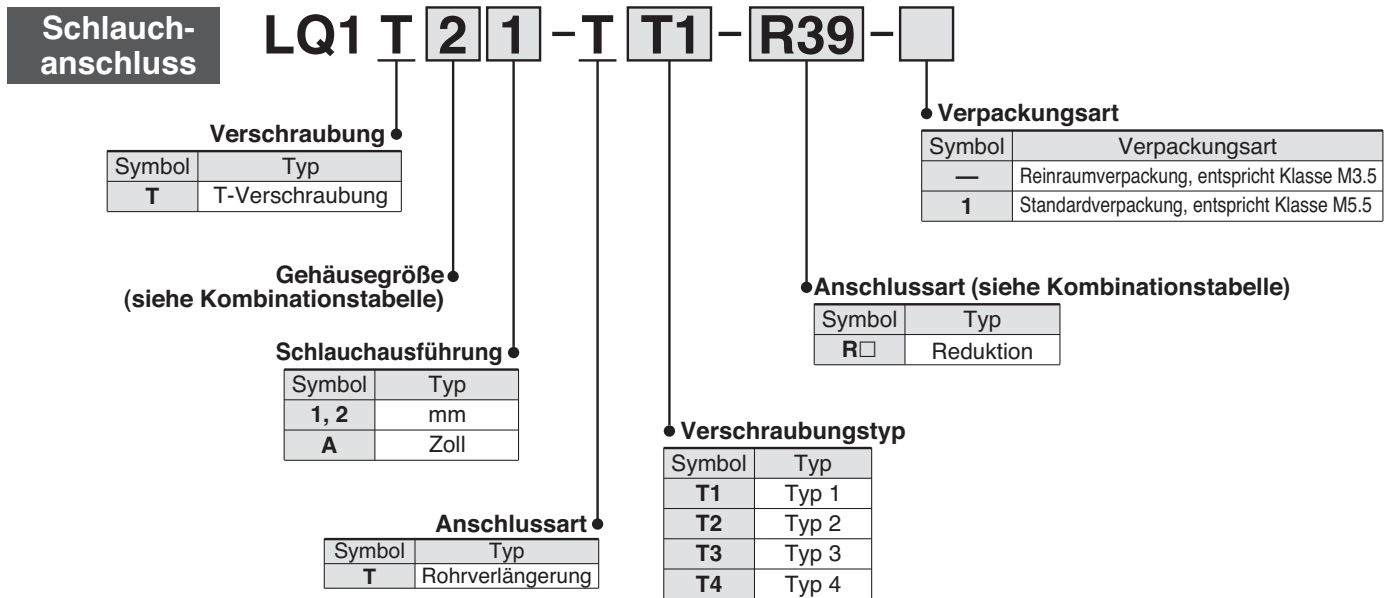 Schlauch-
anschluss
LQ1 T 2 1 – T T1 – R39 –
Verschraubung
Symbol Typ
T T-Verschraubung
Verpackungsart
Symbol Verpackungsart
— Reinraumverpackung, entspricht Klasse M3.5
1 Standardverpackung, entspricht Klasse M5.5
Gehäusegröße
(siehe Kombinationstabelle)
Anschlussart (siehe Kombinationstabelle)
Symbol Typ
R□ Reduktion
Schlauchausführung
Symbol Typ
1, 2 mm
A Zoll
Verschraubungstyp
Symbol Typ
T1 Typ 1
T2 Typ 2
T3 Typ 3
T4 Typ 4
Anschlussart
Symbol Typ
T Rohrverlängerung